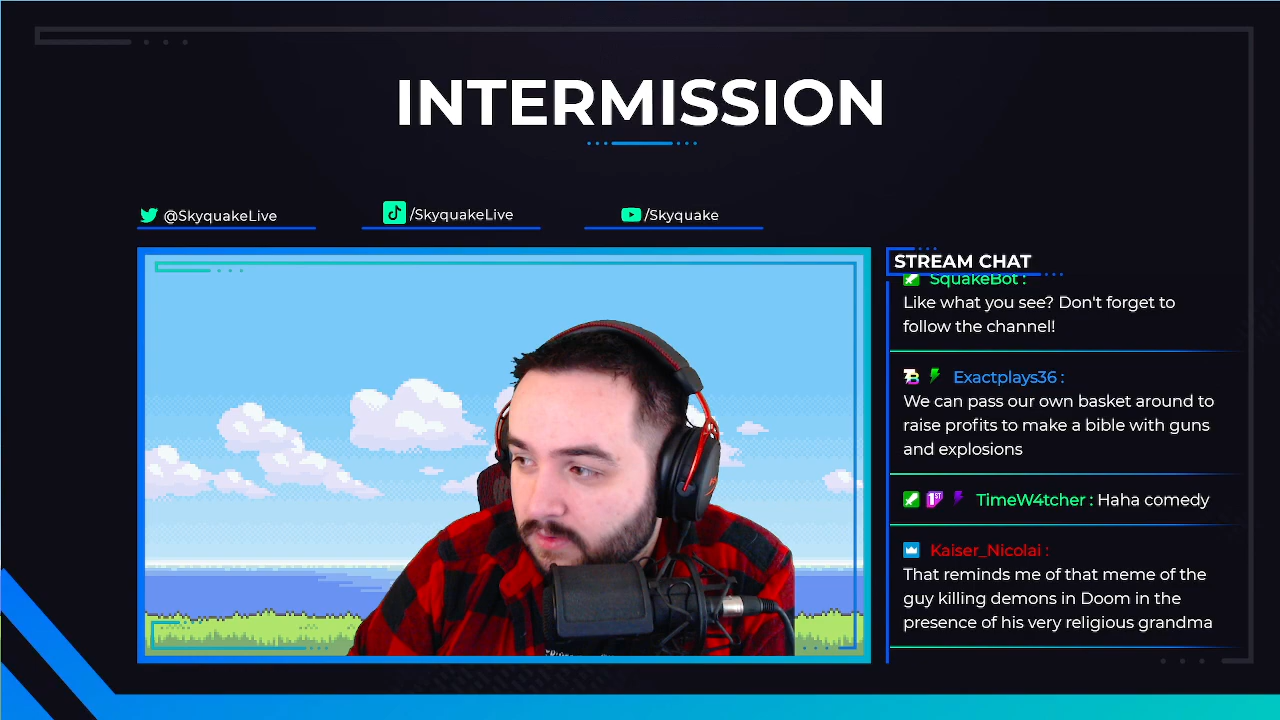 INTERMISSION
@SkyquakeLive
/SkyquakeLive
/Skyquake
STREAM CHAT
SquakeBot :
Like what you see? Don't forget to
follow the channel!
Exactplays36 :
We can pass our own basket around to
raise profits to make a bible with guns
and explosions
1ST TimeW4tcher : Haha comedy
Kaiser_Nicolai :
That reminds me of that meme of the
guy killing demons in Doom in the
presence of his very religious grandma